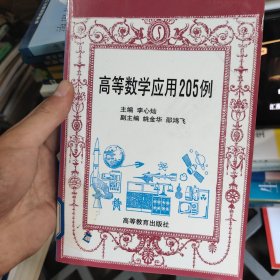 高等数学应用205例
主编 李心灿
副主编 姚金华 邵鸿飞
高等教育出版社